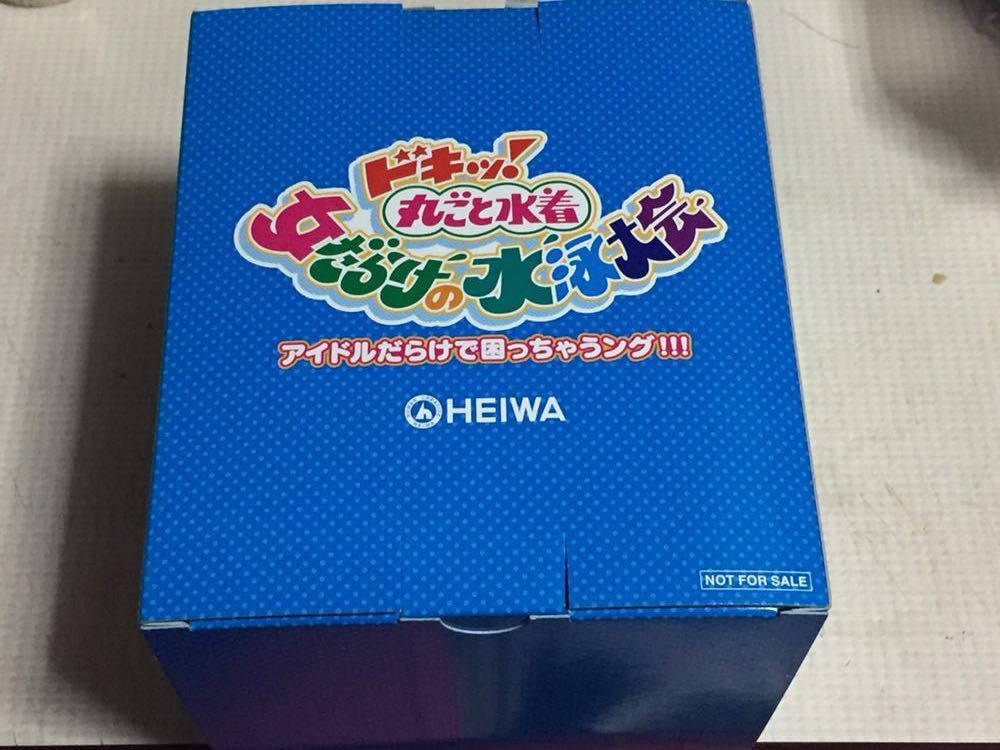 ドキッ!
丸ごと水着
女だらけの水泳大会
アイドルだらけで困っちゃうング!!!
HEIWA
NOT FOR SALE